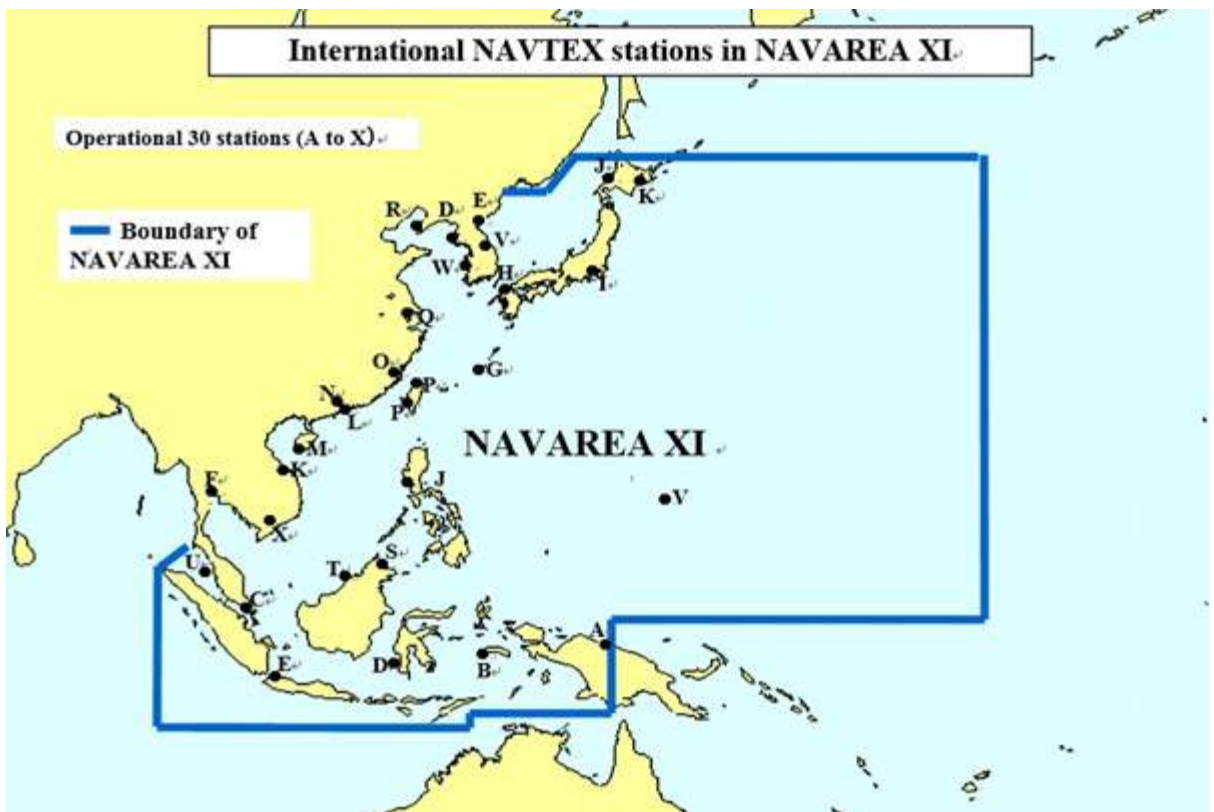 International NAVTEX stations in NAVAREA XI
Operational 30 stations (A to X)
J
K
Boundary of
NAVAREA XI
R D E
V
W H
I
Q
O G
P
N
L P
NAVAREA XI
M
K
F J
V
X
S
U T
C
A
B
D
E